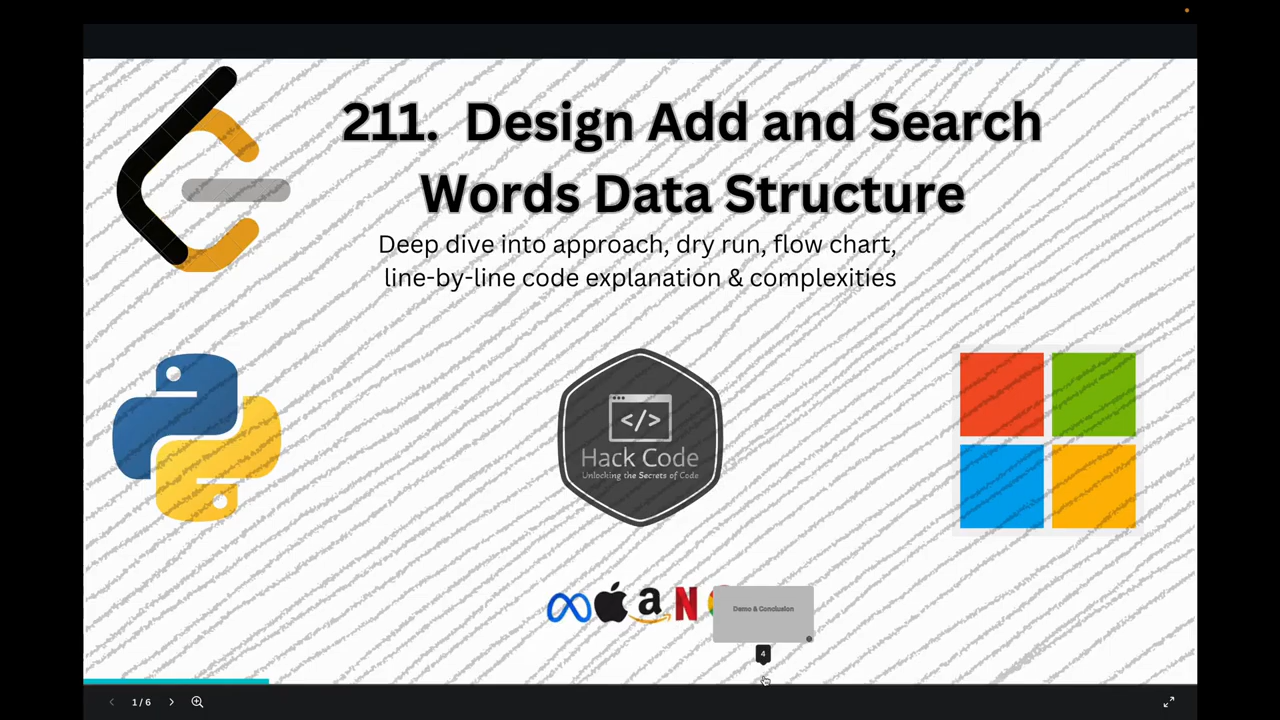 211. Design Add and Search
Words Data Structure
Deep dive into approach, dry run, flow chart,
line-by-line code explanation & complexities
</>
Hack Code
Unlocking the Secrets of Code
Demo & Conclusion
4
1 / 6